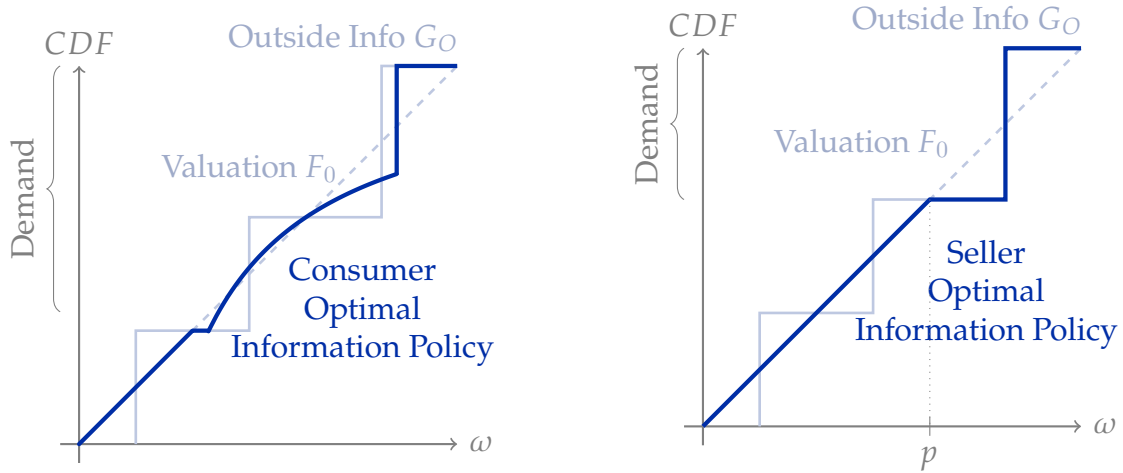 CDF
Outside Info G_O
Demand
Valuation F_0
Consumer
Optimal
Information Policy
ω
CDF
Outside Info G_O
Demand
Valuation F_0
Seller
Optimal
Information Policy
ω
p